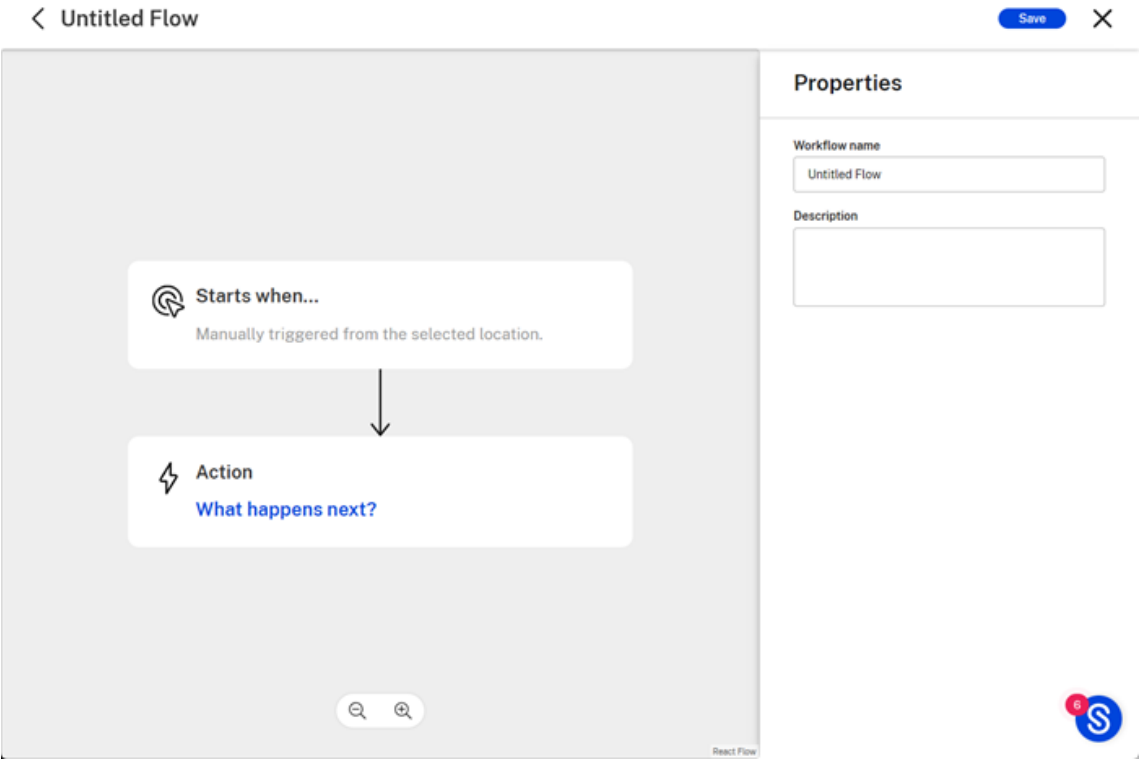 Untitled Flow
Save
Properties
Workflow name
Untitled Flow
Description
Starts when...
Manually triggered from the selected location.
Action
What happens next?
React Flow
6